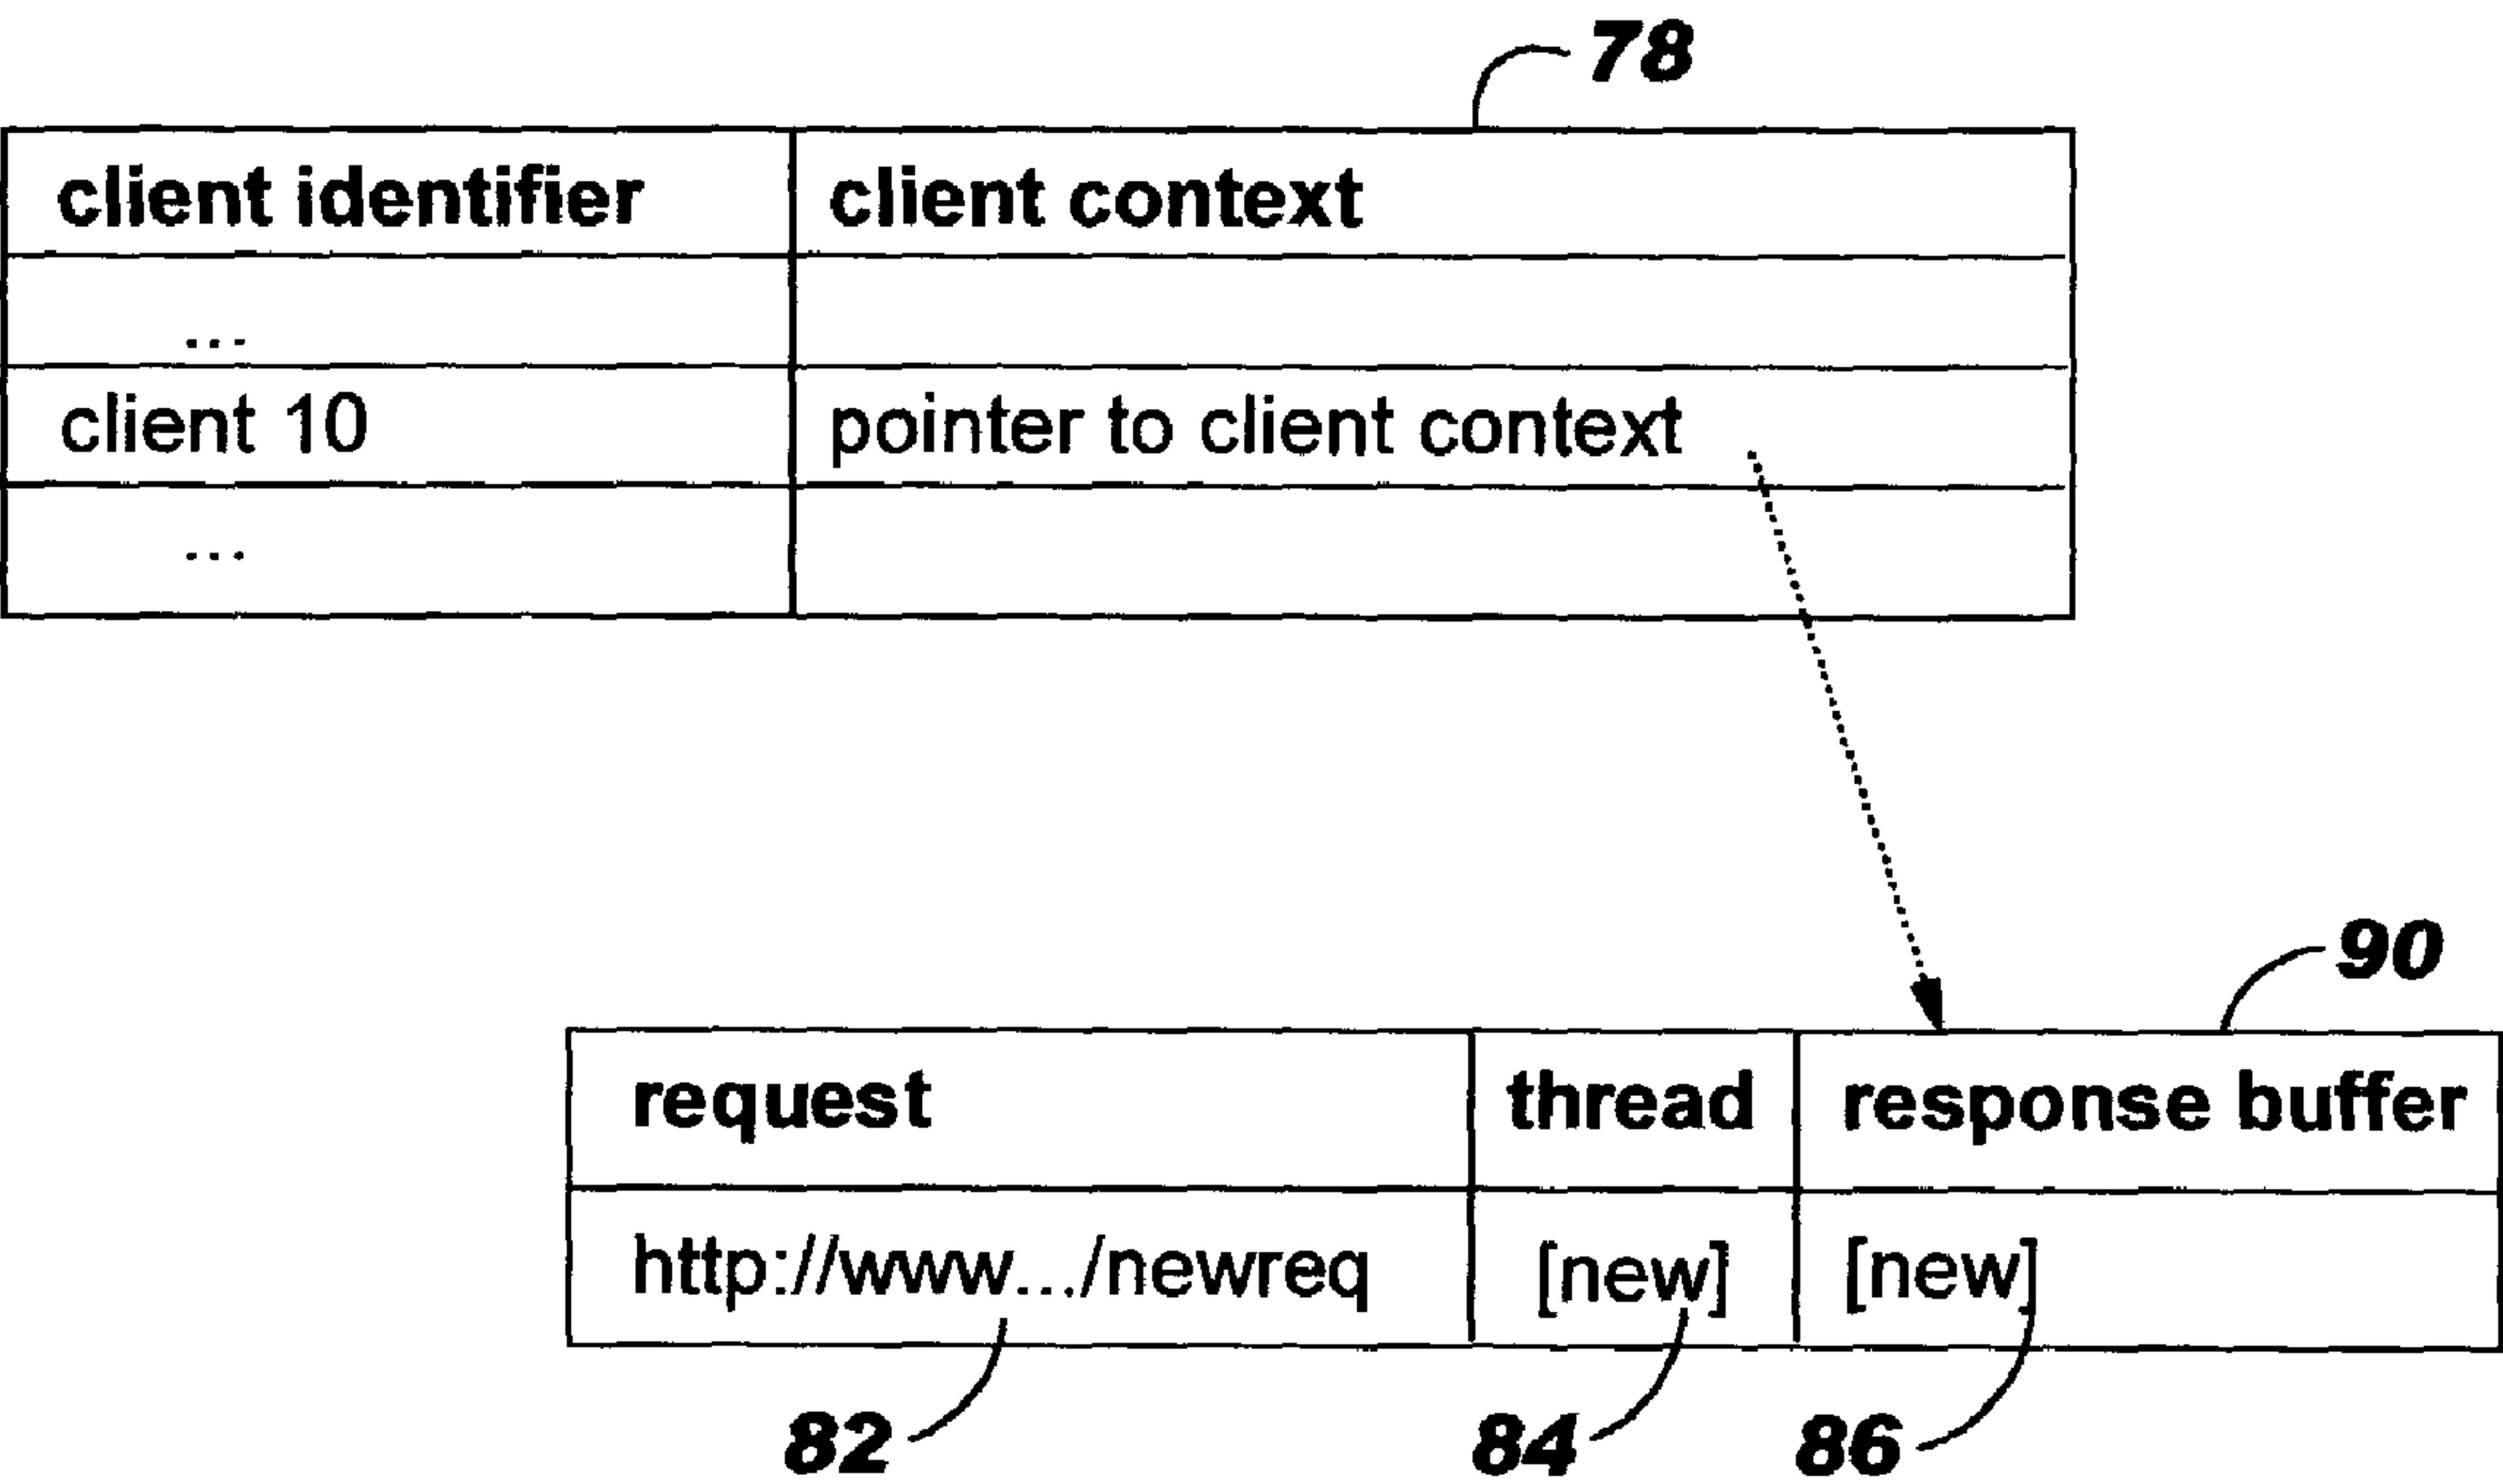 78
client identifier client context
...
client 10 pointer to client context
...
90
request thread response buffer
http://www.../newreq [new] [new]
82 84 86